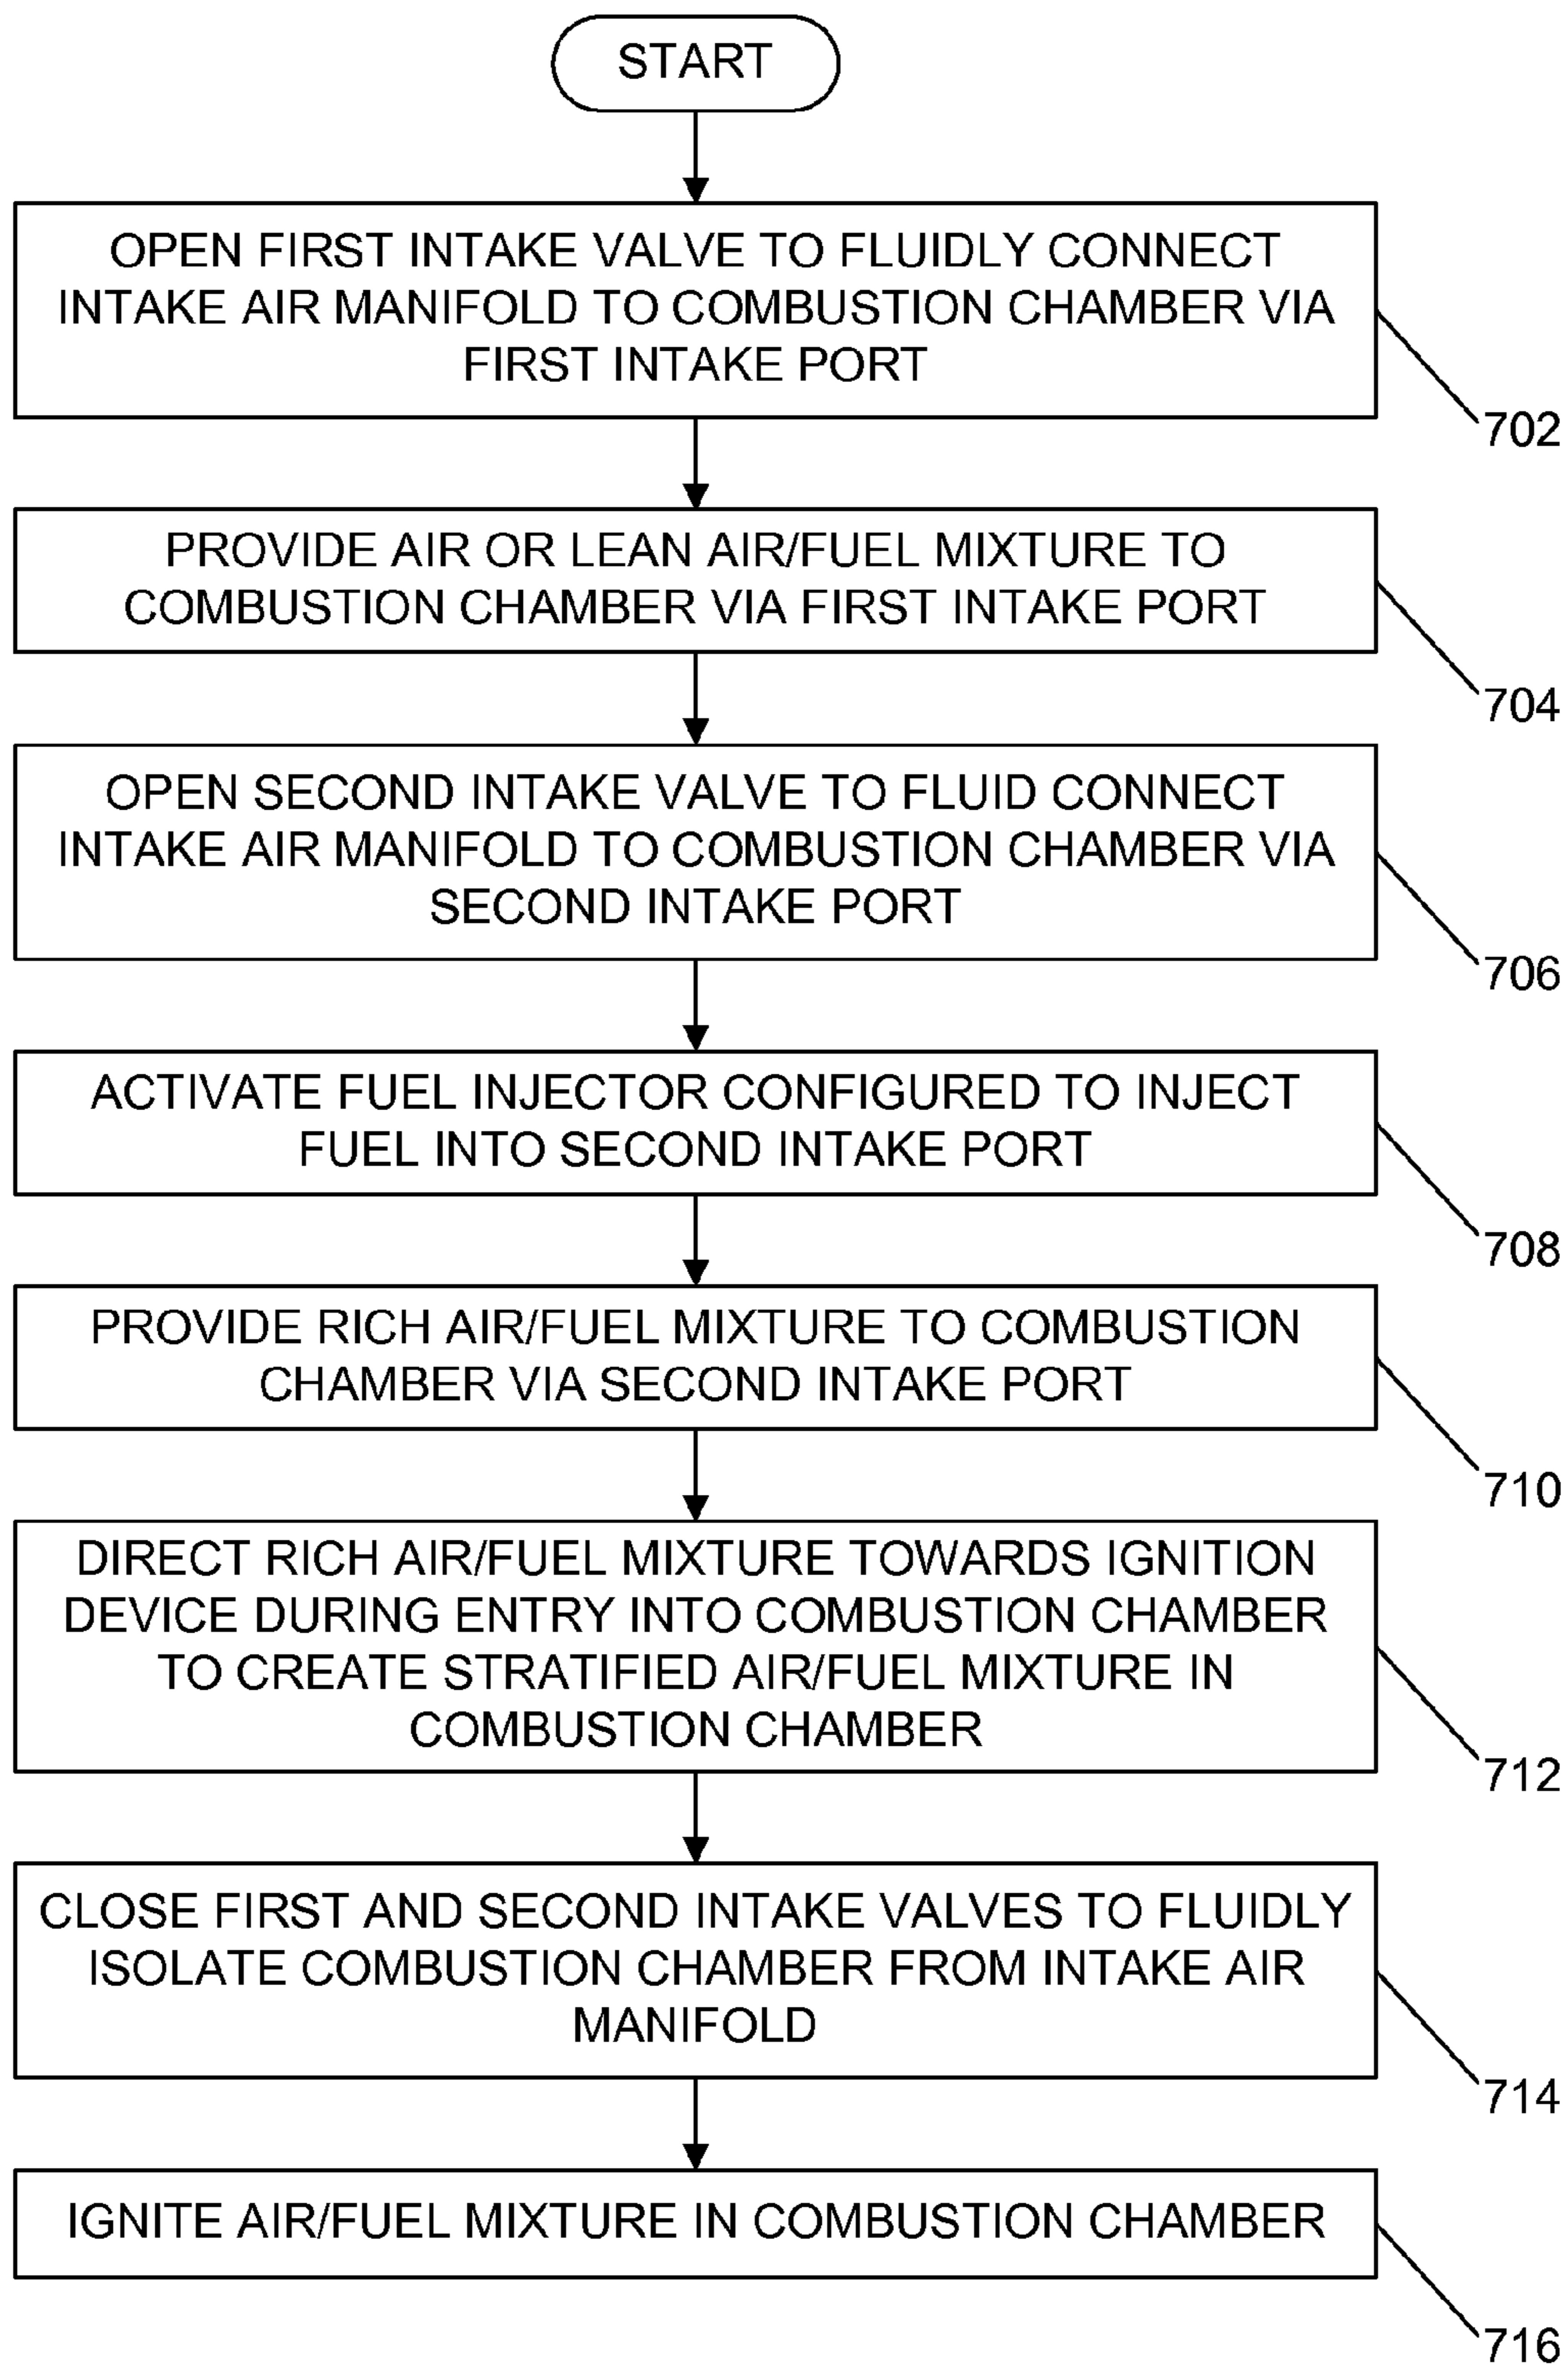 START
OPEN FIRST INTAKE VALVE TO FLUIDLY CONNECT
INTAKE AIR MANIFOLD TO COMBUSTION CHAMBER VIA
FIRST INTAKE PORT
702
PROVIDE AIR OR LEAN AIR/FUEL MIXTURE TO
COMBUSTION CHAMBER VIA FIRST INTAKE PORT
704
OPEN SECOND INTAKE VALVE TO FLUID CONNECT
INTAKE AIR MANIFOLD TO COMBUSTION CHAMBER VIA
SECOND INTAKE PORT
706
ACTIVATE FUEL INJECTOR CONFIGURED TO INJECT
FUEL INTO SECOND INTAKE PORT
708
PROVIDE RICH AIR/FUEL MIXTURE TO COMBUSTION
CHAMBER VIA SECOND INTAKE PORT
710
DIRECT RICH AIR/FUEL MIXTURE TOWARDS IGNITION
DEVICE DURING ENTRY INTO COMBUSTION CHAMBER
TO CREATE STRATIFIED AIR/FUEL MIXTURE IN
COMBUSTION CHAMBER
712
CLOSE FIRST AND SECOND INTAKE VALVES TO FLUIDLY
ISOLATE COMBUSTION CHAMBER FROM INTAKE AIR
MANIFOLD
714
IGNITE AIR/FUEL MIXTURE IN COMBUSTION CHAMBER
716